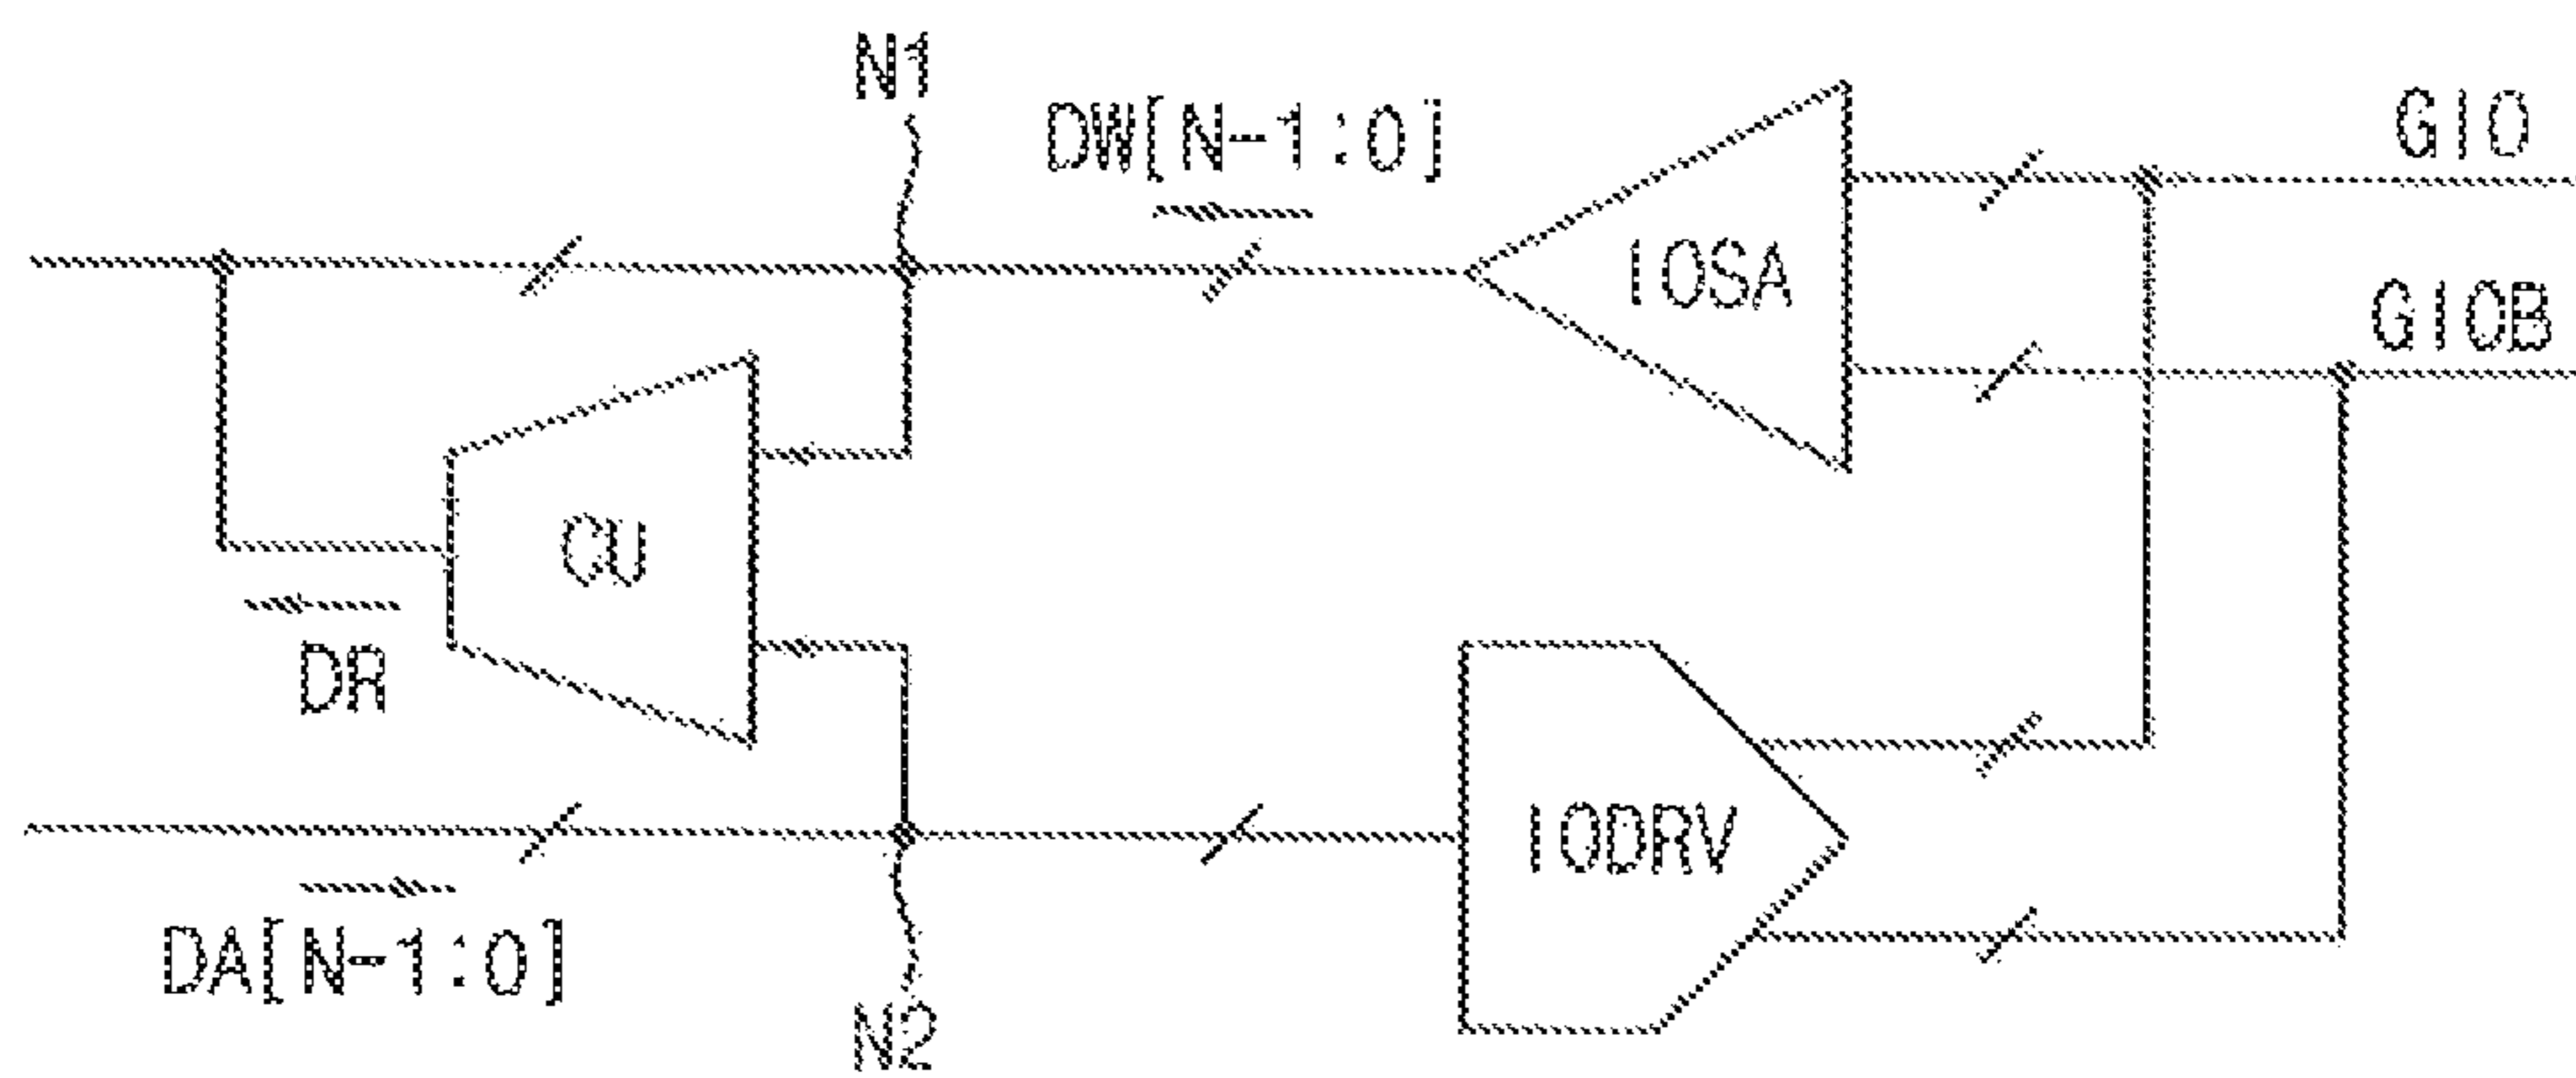 N1
DW[N-1:0]
GIO
IOSA
GIOB
CU
DR
IODRV
DA[N-1:0]
N2